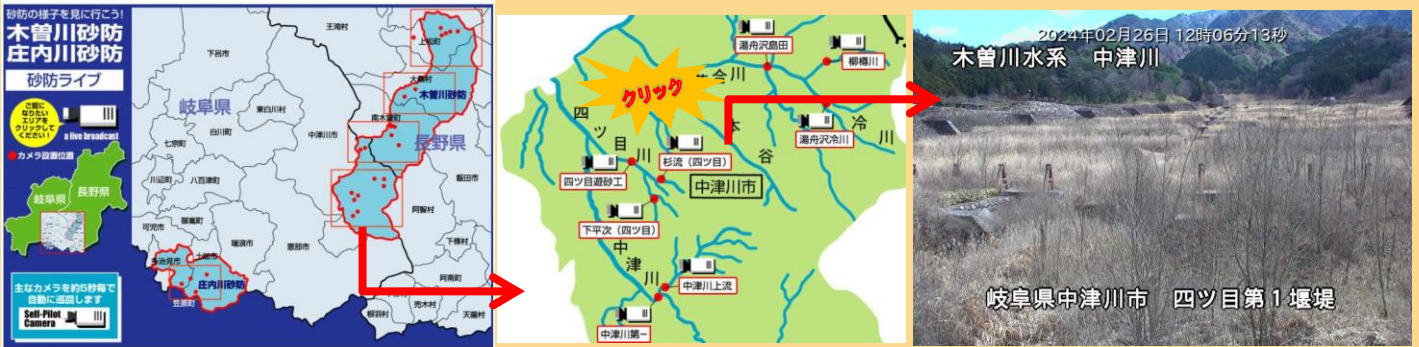 砂防の様子を見に行こう!
木曽川砂防
庄内川砂防
砂防ライブ
ご覧に
なりたい
エリアを
クリックして
ください!
a live broadcast
●カメラ設置位置
岐阜県
長野県
主なカメラを約5秒毎で
自動に巡回します
Self-Pilot
Camera
王滝村
上松町
下呂市
大桑村
木曽川砂防
岐阜県
東白川村
南木曽町
白川町
中津川市
長野県
七宗町
飯田市
川辺町
八百津町
阿智村
御嵩町
可児市
瑞浪市
恵那市
下條村
多治見市
土岐市
阿南町
庄内川砂防
笠原町
売木村
根羽村
天龍村
クリック
湯舟沢島田
柳樽川
冷川
湯舟沢冷川
本谷
四ツ目川
杉流(四ツ目)
四ツ目遊砂工
中津川市
下平次(四ツ目)
中津川
中津川上流
中津川第一
2024年02月26日 12時06分13秒
木曽川水系 中津川
岐阜県中津川市 四ツ目第1堰堤